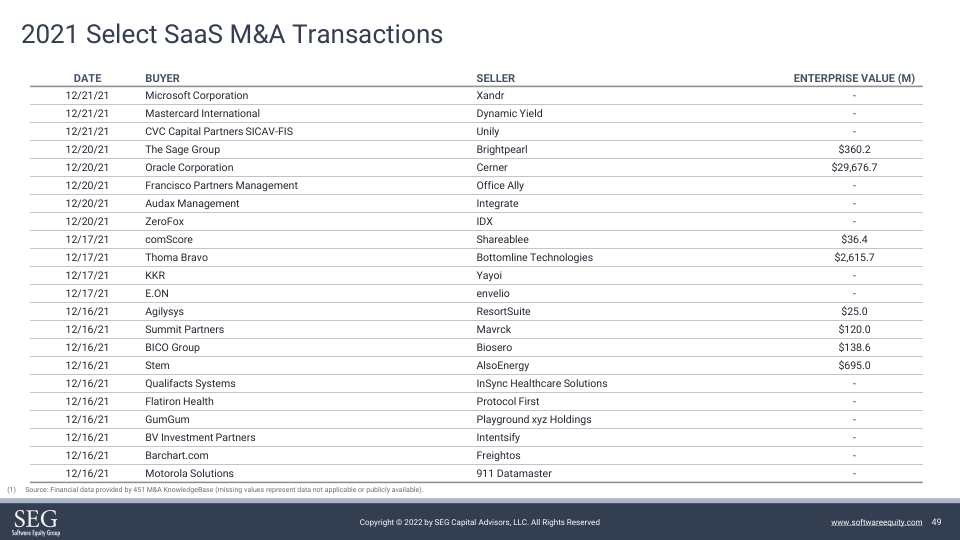 2021 Select SaaS M&A Transactions
DATE BUYER SELLER ENTERPRISE VALUE (M)
12/21/21 Microsoft Corporation Xandr -
12/21/21 Mastercard International Dynamic Yield -
12/21/21 CVC Capital Partners SICAV-FIS Unily -
12/20/21 The Sage Group Brightpearl $360.2
12/20/21 Oracle Corporation Cerner $29,676.7
12/20/21 Francisco Partners Management Office Ally -
12/20/21 Audax Management Integrate -
12/20/21 ZeroFox IDX -
12/17/21 comScore Shareablee $36.4
12/17/21 Thoma Bravo Bottomline Technologies $2,615.7
12/17/21 KKR Yayoi -
12/17/21 E.ON envelio -
12/16/21 Agilysys ResortSuite $25.0
12/16/21 Summit Partners Mavrck $120.0
12/16/21 BICO Group Biosero $138.6
12/16/21 Stem AlsoEnergy $695.0
12/16/21 Qualifacts Systems InSync Healthcare Solutions -
12/16/21 Flatiron Health Protocol First -
12/16/21 GumGum Playground xyz Holdings -
12/16/21 BV Investment Partners Intentsify -
12/16/21 Barchart.com Freightos -
12/16/21 Motorola Solutions 911 Datamaster -
(1) Source: Financial data provided by 451 M&A KnowledgeBase (missing values represent data not applicable or publicly available).
SEG
Software Equity Group
Copyright © 2022 by SEG Capital Advisors, LLC. All Rights Reserved
www.softwareequity.com 49